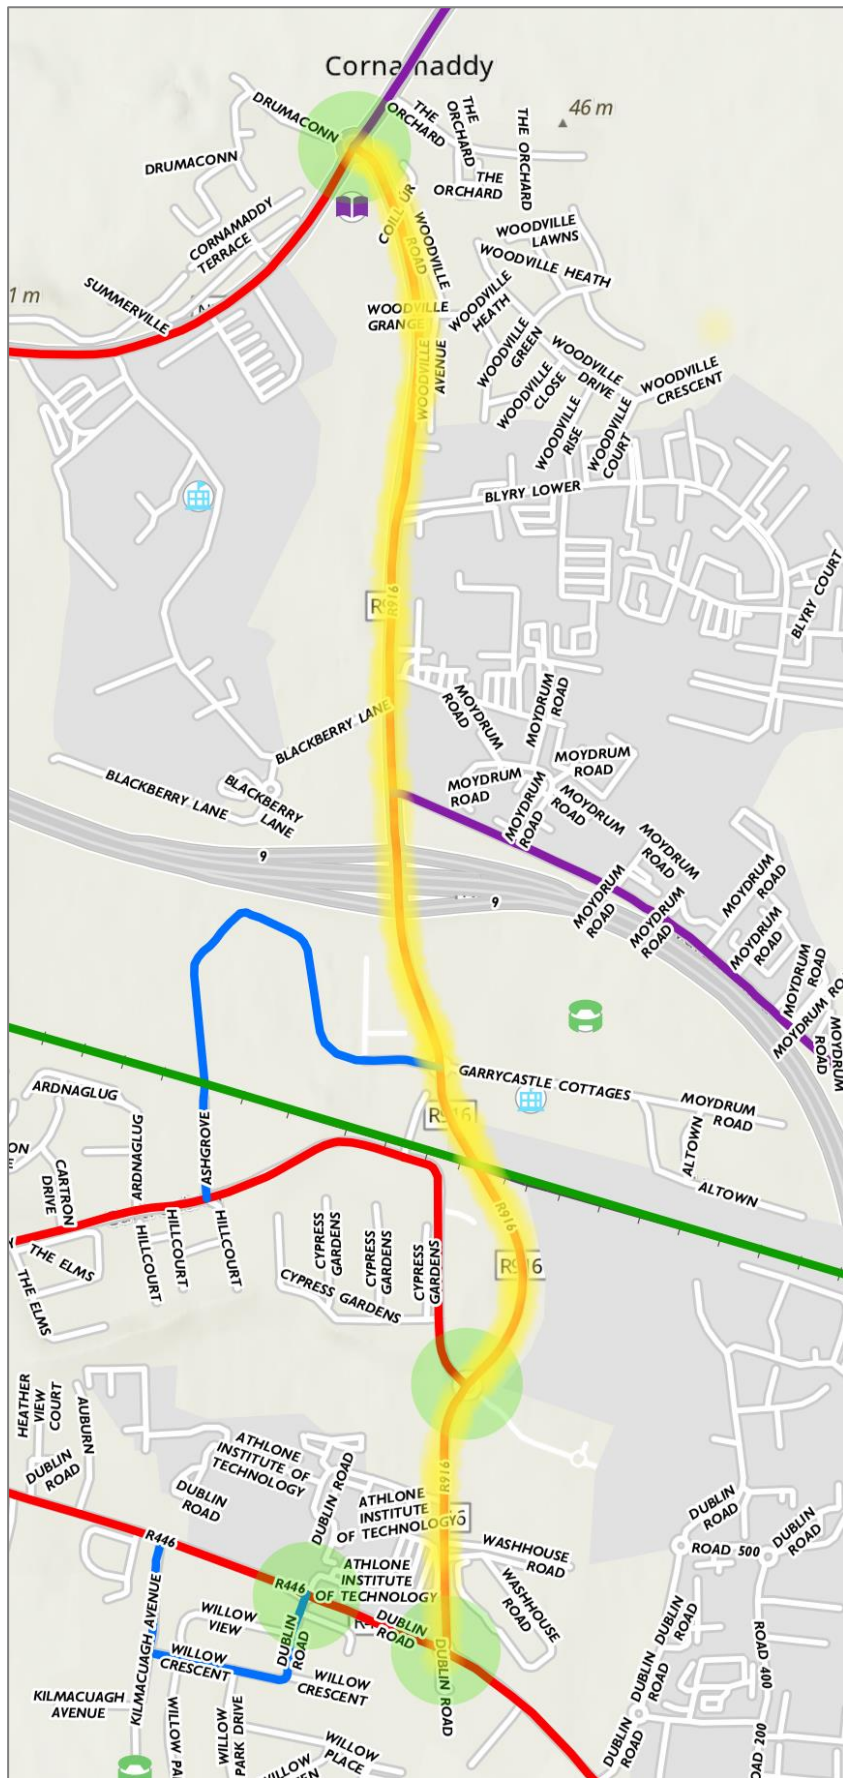 Cornamaddy
46 m
DRUMACONN
THE
ORCHARD
THE
ORCHARD
THE ORCHARD
DRUMACONN
THE
ORCHARD
CORNAMADDY
TERRACE
WOODVILLE
ROAD
WOODVILLE
LAWNS
WOODVILLE HEATH
1 m
SUMMERVILLE
WOODVILLE
GRANGE
WOODVILLE
HEATH
WOODVILLE
GREEN
WOODVILLE
AVENUE
WOODVILLE
DRIVE
WOODVILLE
CRESCENT
WOODVILLE
CLOSE
WOODVILLE
RISE
WOODVILLE
COURT
BLYRY LOWER
BLYRY COURT
R916
MOYDRUM
ROAD
MOYDRUM
ROAD
BLACKBERRY LANE
MOYDRUM
ROAD
BLACKBERRY LANE
BLACKBERRY
LANE
MOYDRUM
ROAD
MOYDRUM
ROAD
MOYDRUM
ROAD
MOYDRUM
ROAD
9
9
MOYDRUM
ROAD
MOYDRUM
ROAD
MOYDRUM
ROAD
MOYDRUM
ROAD
MOYDRUM
ROAD
MOYDRUM RO
MOYDRUM
ROAD
GARRYCASTLE COTTAGES
MOYDRUM
ROAD
ARDNAGLUG
R916
ALTOWN
ALTOWN
ARDNAGLUG
ASHGROVE
CARTRON
DRIVE
HILLCOURT
HILLCOURT
HILLCOURT
THE ELMS
THE ELMS
CYPRESS
GARDENS
CYPRESS
GARDENS
CYPRESS
GARDENS
CYPRESS GARDENS
R916
R916
HEATHER
VIEW
COURT
AUBURN
DUBLIN
ROAD
ATHLONE
INSTITUTE OF
TECHNOLOGY
DUBLIN
ROAD
DUBLIN ROAD
ATHLONE
INSTITUTE
OF TECHNOLOGY
R916
WASHHOUSE
ROAD
WASHHOUSE
ROAD
DUBLIN
ROAD
ROAD 500
DUBLIN
ROAD
R446
R446
ATHLONE
INSTITUTE
OF TECHNOLOGY
DUBLIN
ROAD
KILMACUAGH AVENUE
WILLOW
VIEW
DUBLIN
ROAD
WILLOW
CRESCENT
WILLOW
CRESCENT
DUBLIN ROAD
KILMACUAGH
AVENUE
WILLOW
PARK DRIVE
WILLOW
PLACE
DUBLIN
ROAD
DUBLIN
ROAD
DUBLIN
ROAD
ROAD 400
ROAD 200